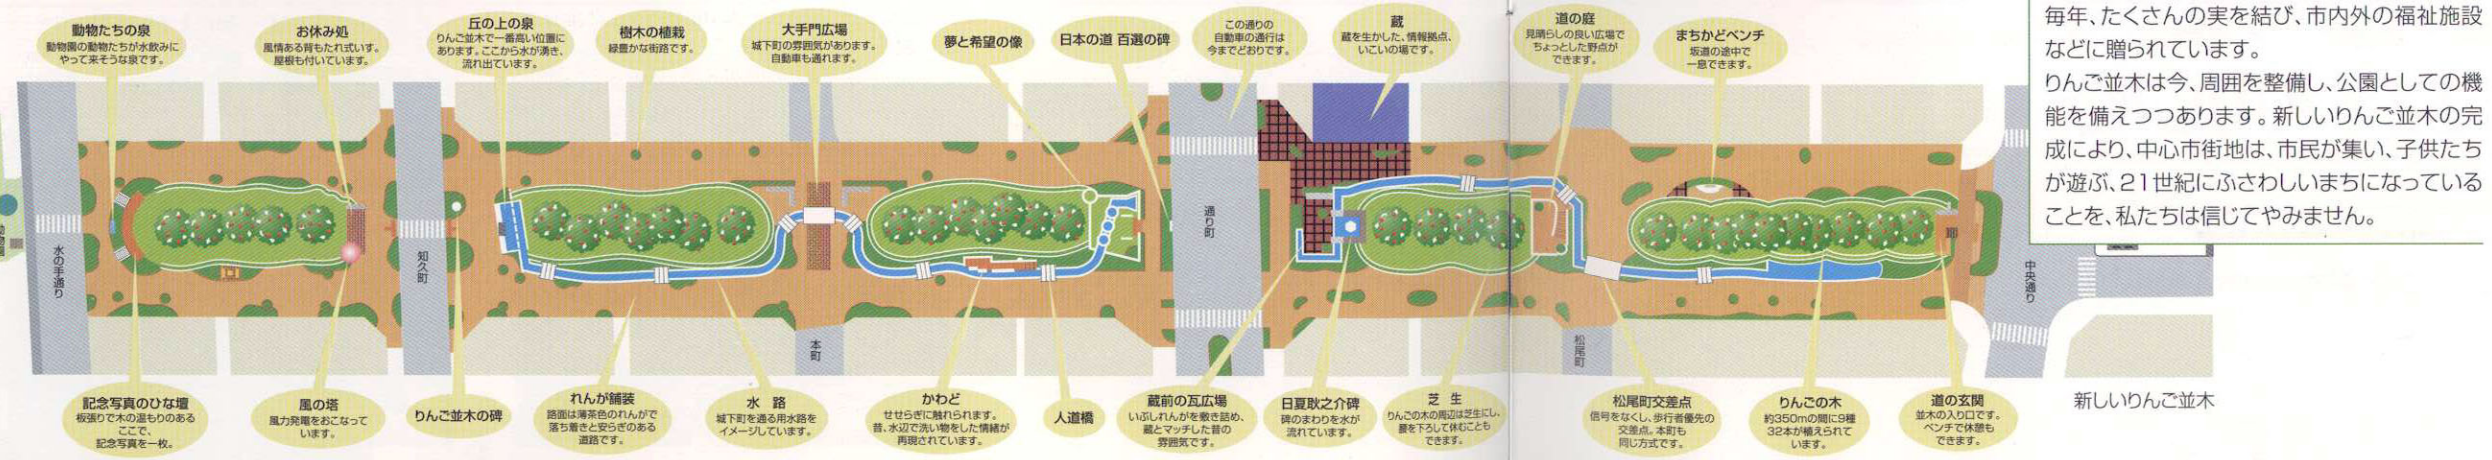 動物たちの泉
動物園の動物たちが水飲みに
やって来そうな泉です。
お休み処
風情ある背もたれ式いす。
屋根も付いています。
丘の上の泉
りんご並木で一番高い位置に
あります。ここから水が湧き、
流れ出ています。
樹木の植栽
緑豊かな街路です。
大手門広場
城下町の雰囲気があります。
自動車も通れます。
夢と希望の像
日本の道 百選の碑
この通りの
自動車の通行は
今までどおりです。
蔵
蔵を生かした、情報拠点、
いこいの場です。
道の庭
見晴らしの良い広場で
ちょっとした野点が
できます。
まちかどベンチ
坂道の途中で
一息できます。
毎年、たくさんの実を結び、市内外の福祉施設
などに贈られています。
りんご並木は今、周囲を整備し、公園としての機
能を備えつつあります。新しいりんご並木の完
成により、中心市街地は、市民が集い、子供たち
が遊ぶ、21世紀にふさわしいまちになっている
ことを、私たちは信じてやみません。
動物園
水の手通り
知久町
本町
通り町
松尾町
中央通り
記念写真のひな壇
板張りで木の温もりのある
ここで、
記念写真を一枚。
風の塔
風力発電をおこなって
います。
りんご並木の碑
れんが舗装
路面は薄茶色のれんがで
落ち着きと安らぎのある
道路です。
水 路
城下町を通る用水路を
イメージしています。
かわど
せせらぎに触れられます。
昔、水辺で洗い物をした情緒が
再現されています。
人道橋
蔵前の瓦広場
いぶしれんがを敷き詰め、
蔵とマッチした昔の
雰囲気です。
日夏耿之介碑
碑のまわりを水が
流れています。
芝 生
りんごの木の周辺は芝生にし、
腰を下ろして休むことも
できます。
松尾町交差点
信号をなくし、歩行者優先の
交差点。本町も
同じ方式です。
りんごの木
約350mの間に9種
32本が植えられて
います。
道の玄関
並木の入り口です。
ベンチで休憩も
できます。
新しいりんご並木